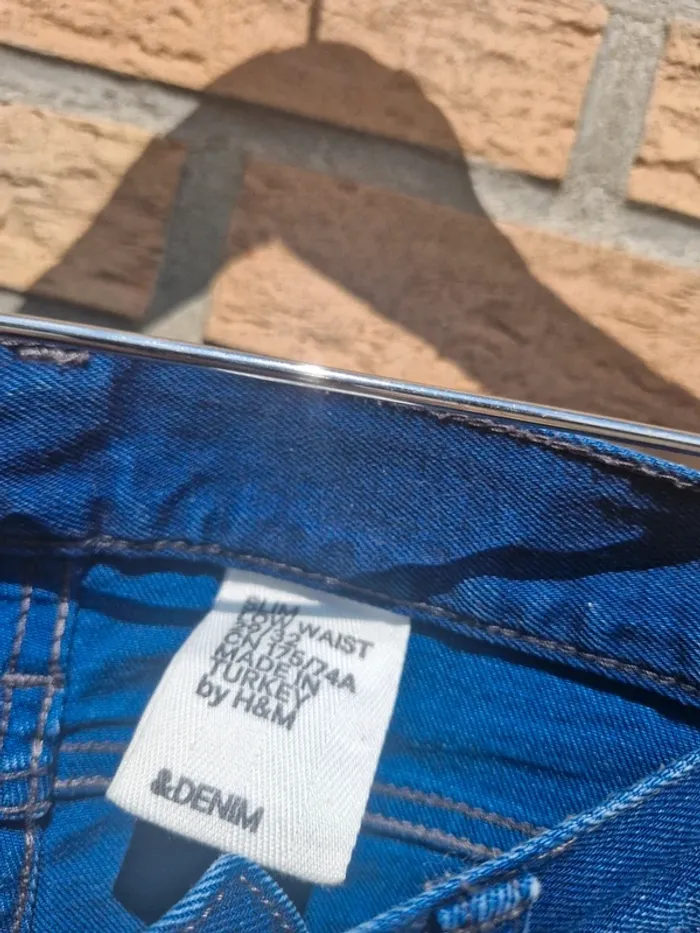 SLIM
LOW WAIST
32/32
CN 175/74A
MADE IN
TURKEY
by H&M
&DENIM